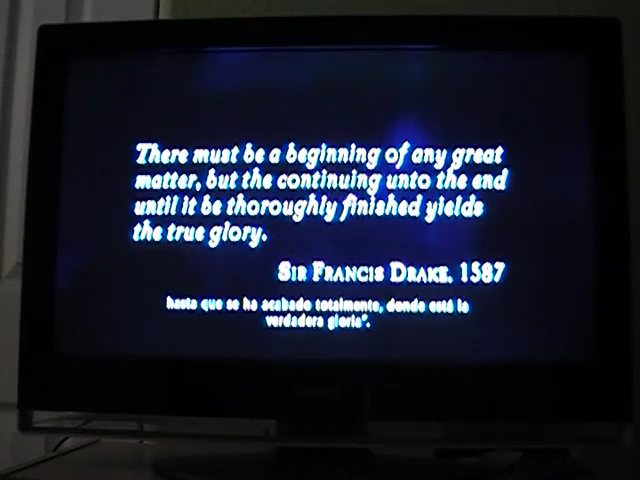 There must be a beginning of any great
matter, but the continuing unto the end
until it be thoroughly finished yields
the true glory.
SIR FRANCIS DRAKE, 1587
hasta que se ha acabado totalmente, donde está la
verdadera gloria".